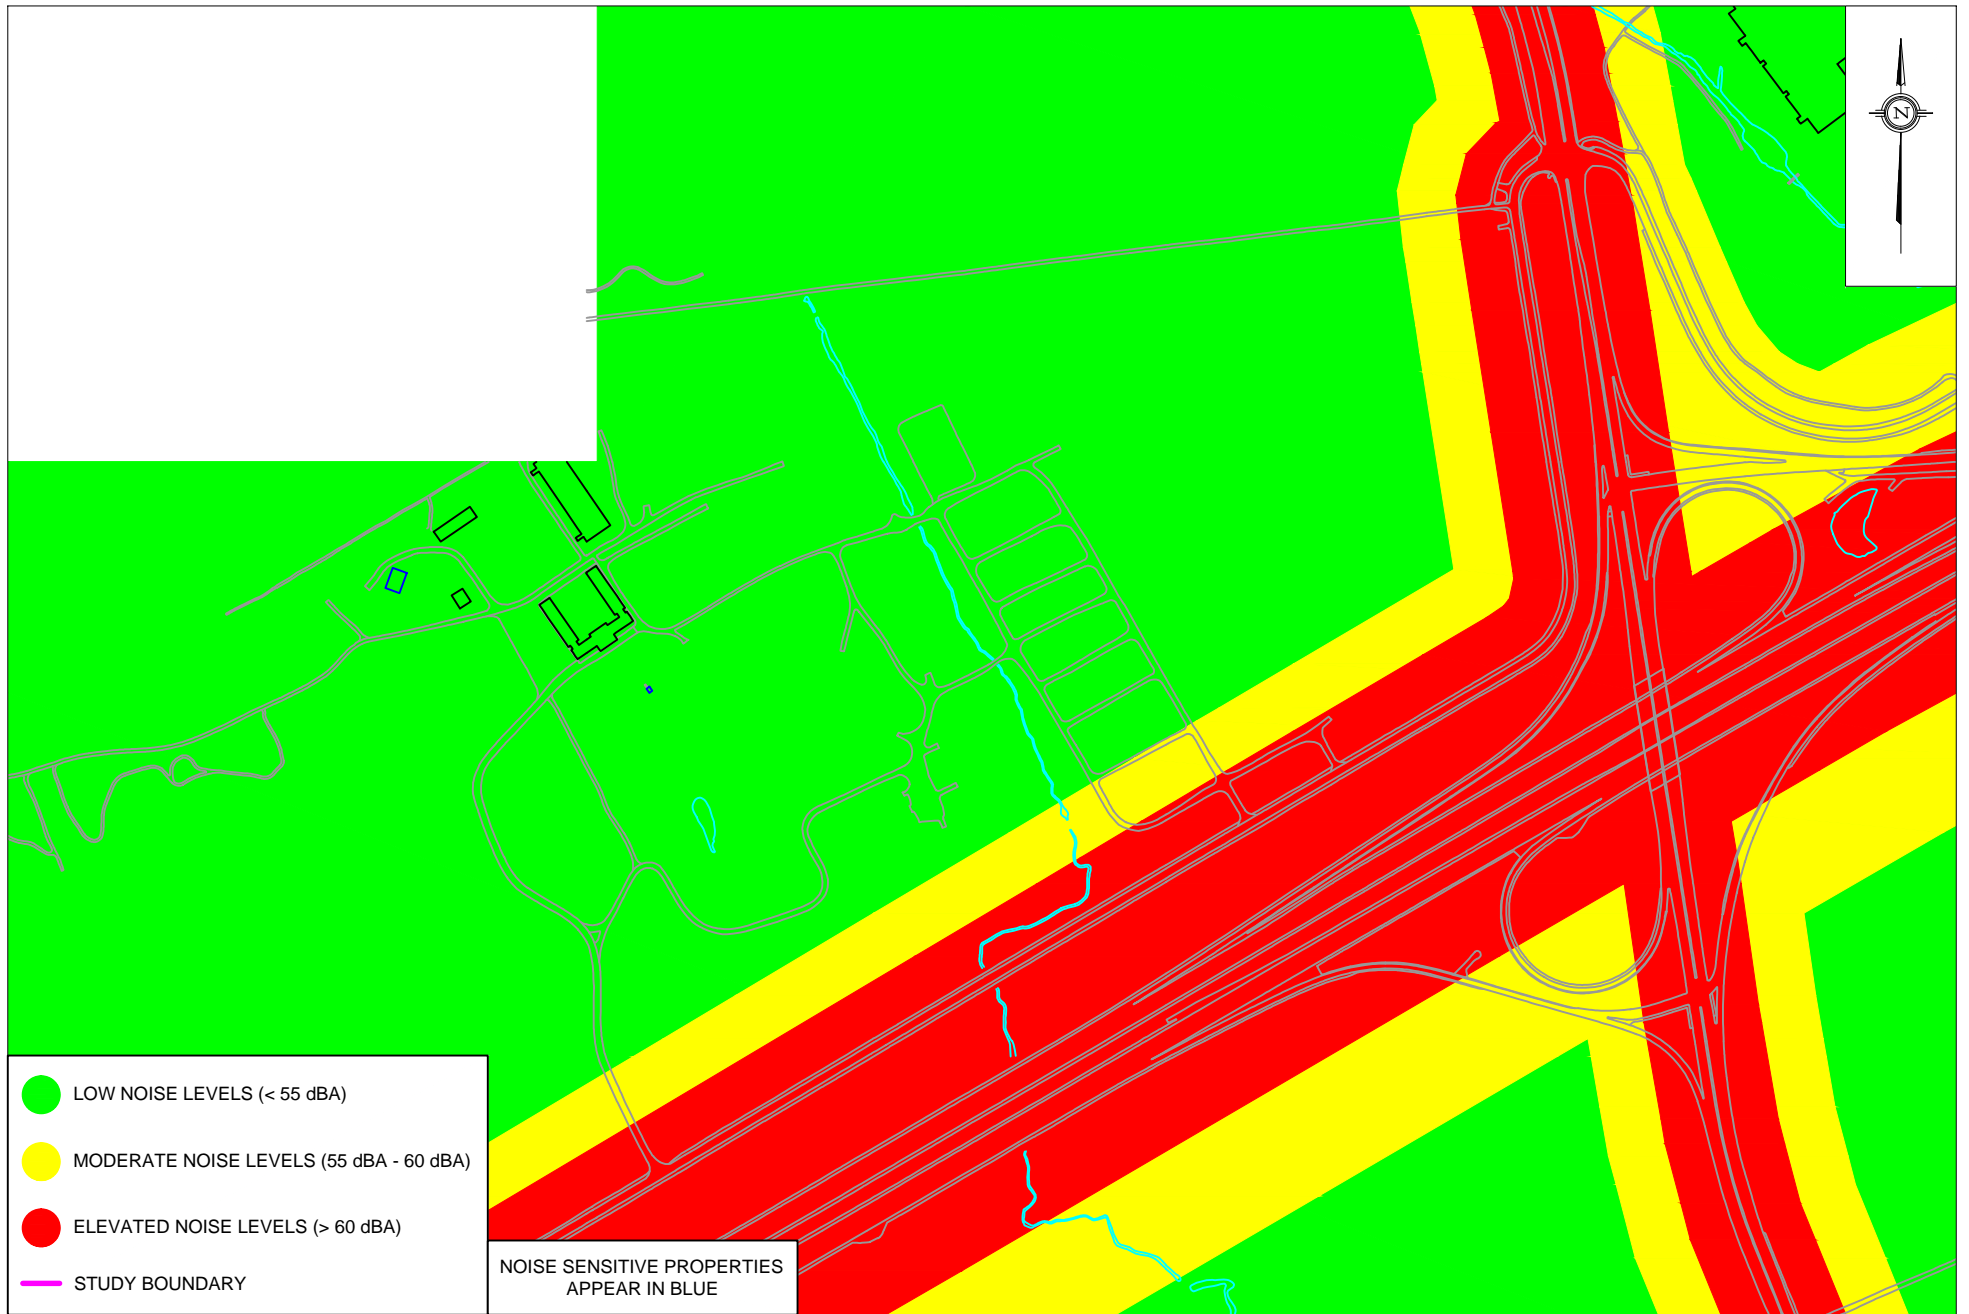 N
LOW NOISE LEVELS (< 55 dBA)
MODERATE NOISE LEVELS (55 dBA - 60 dBA)
ELEVATED NOISE LEVELS (> 60 dBA)
STUDY BOUNDARY
NOISE SENSITIVE PROPERTIES
APPEAR IN BLUE